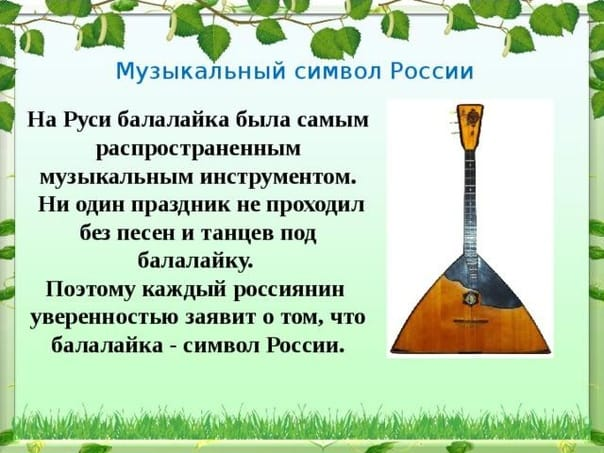 Музыкальный символ России
На Руси балалайка была самым
распространенным
музыкальным инструментом.
Ни один праздник не проходил
без песен и танцев под
балалайку.
Поэтому каждый россиянин
уверенностью заявит о том, что
балалайка - символ России.